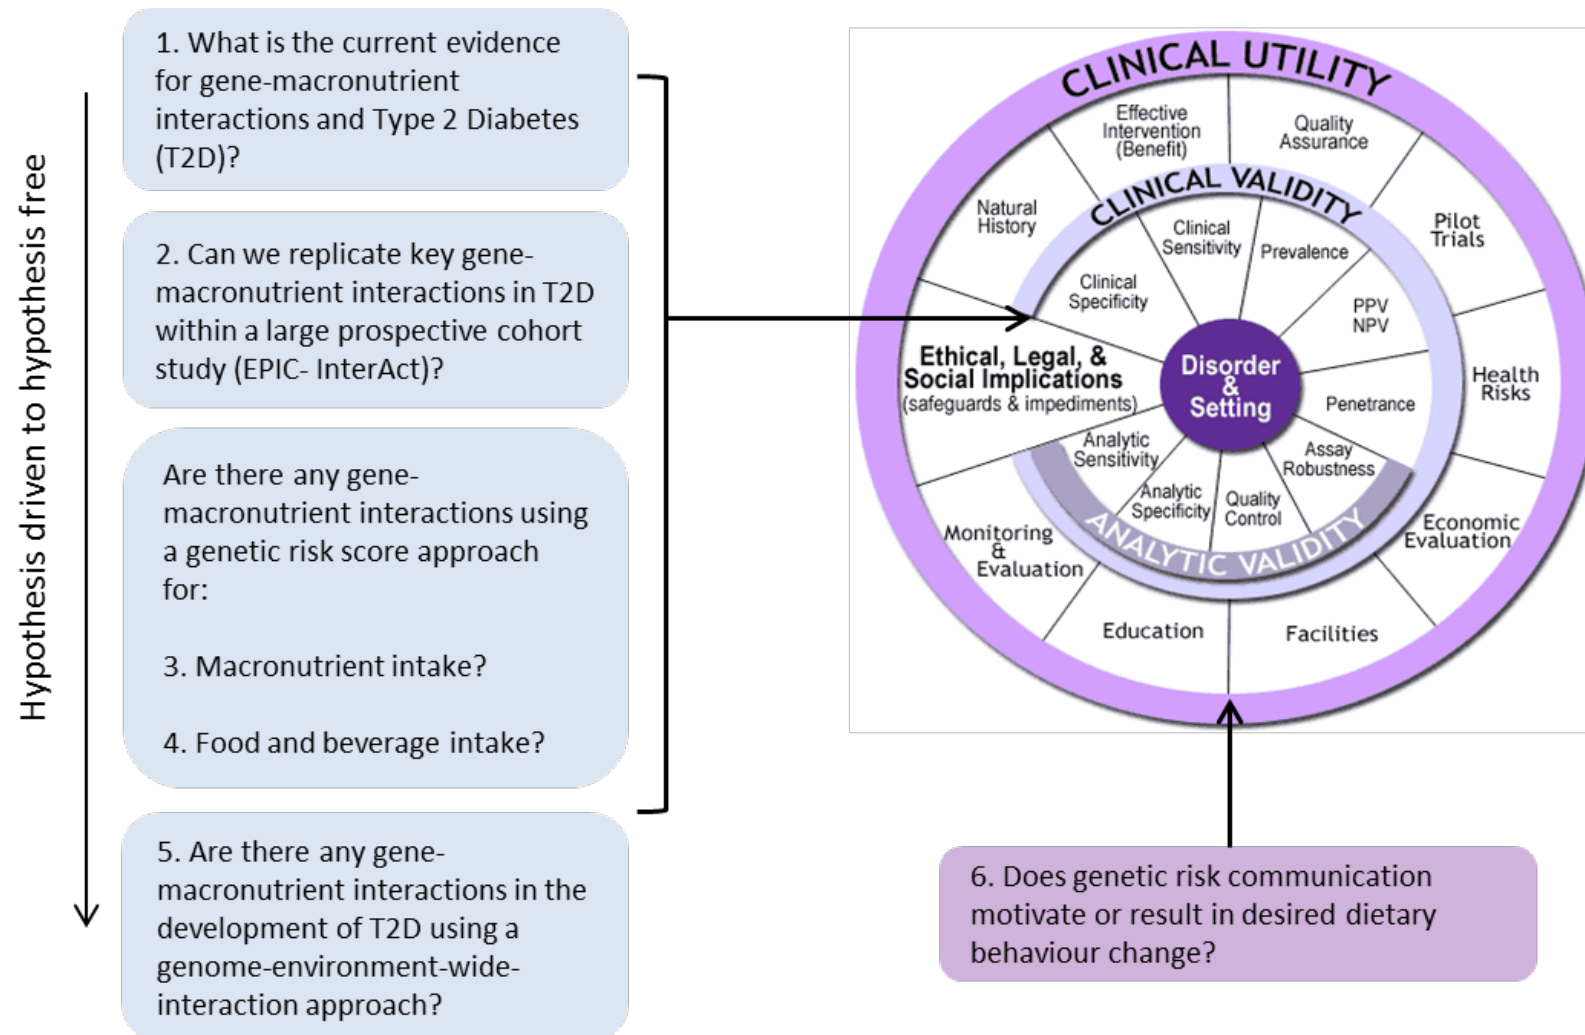 Hypothesis driven to hypothesis free
1. What is the current evidence
for gene-macronutrient
interactions and Type 2 Diabetes
(T2D)?
2. Can we replicate key gene-
macronutrient interactions in T2D
within a large prospective cohort
study (EPIC- InterAct)?
Are there any gene-
macronutrient interactions using
a genetic risk score approach
for:
3. Macronutrient intake?
4. Food and beverage intake?
5. Are there any gene-
macronutrient interactions in the
development of T2D using a
genome-environment-wide-
interaction approach?
CLINICAL UTILITY
Effective
Intervention
(Benefit)
Quality
Assurance
Natural
History
Pilot
Trials
Health
Risks
Economic
Evaluation
Facilities
Education
Monitoring
&
Evaluation
CLINICAL VALIDITY
Clinical
Specificity
Clinical
Sensitivity
Prevalence
PPV
NPV
Penetrance
Ethical, Legal, &
Social Implications
(safeguards & impediments)
Disorder
&
Setting
Analytic
Sensitivity
Analytic
Specificity
Quality
Control
Assay
Robustness
ANALYTIC VALIDITY
6. Does genetic risk communication
motivate or result in desired dietary
behaviour change?